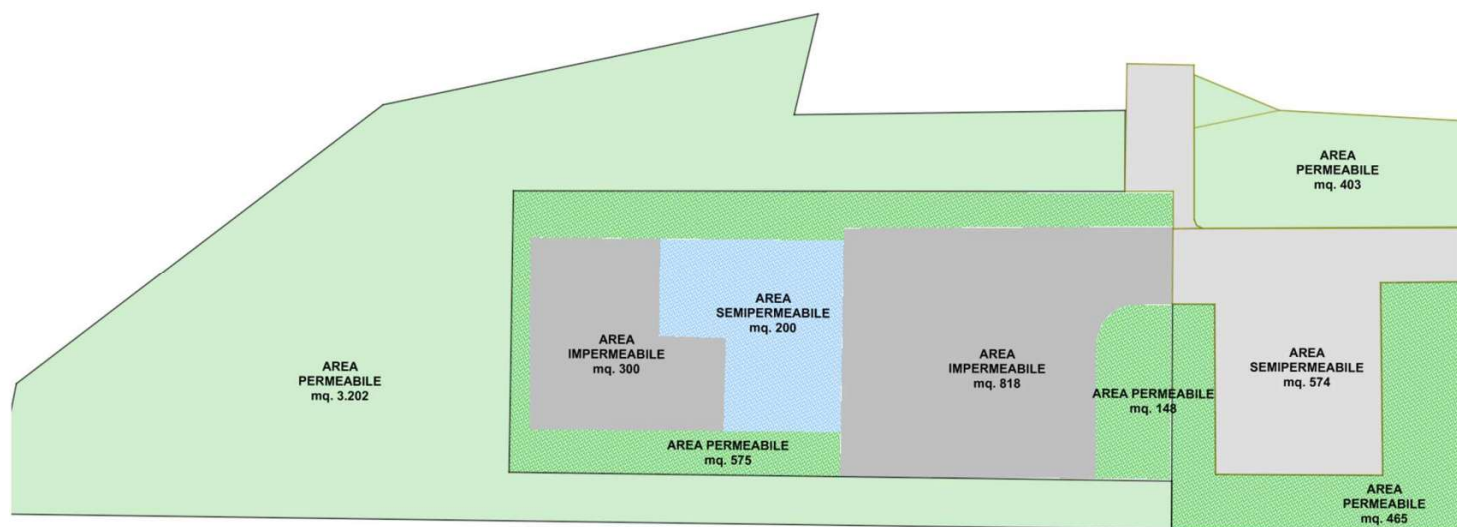 AREA
PERMEABILE
mq. 403
AREA
SEMIPERMEABILE
mq. 200
AREA
IMPERMEABILE
mq. 300
AREA
IMPERMEABILE
mq. 818
AREA
SEMIPERMEABILE
mq. 574
AREA
PERMEABILE
mq. 3.202
AREA PERMEABILE
mq. 148
AREA PERMEABILE
mq. 575
AREA
PERMEABILE
mq. 465